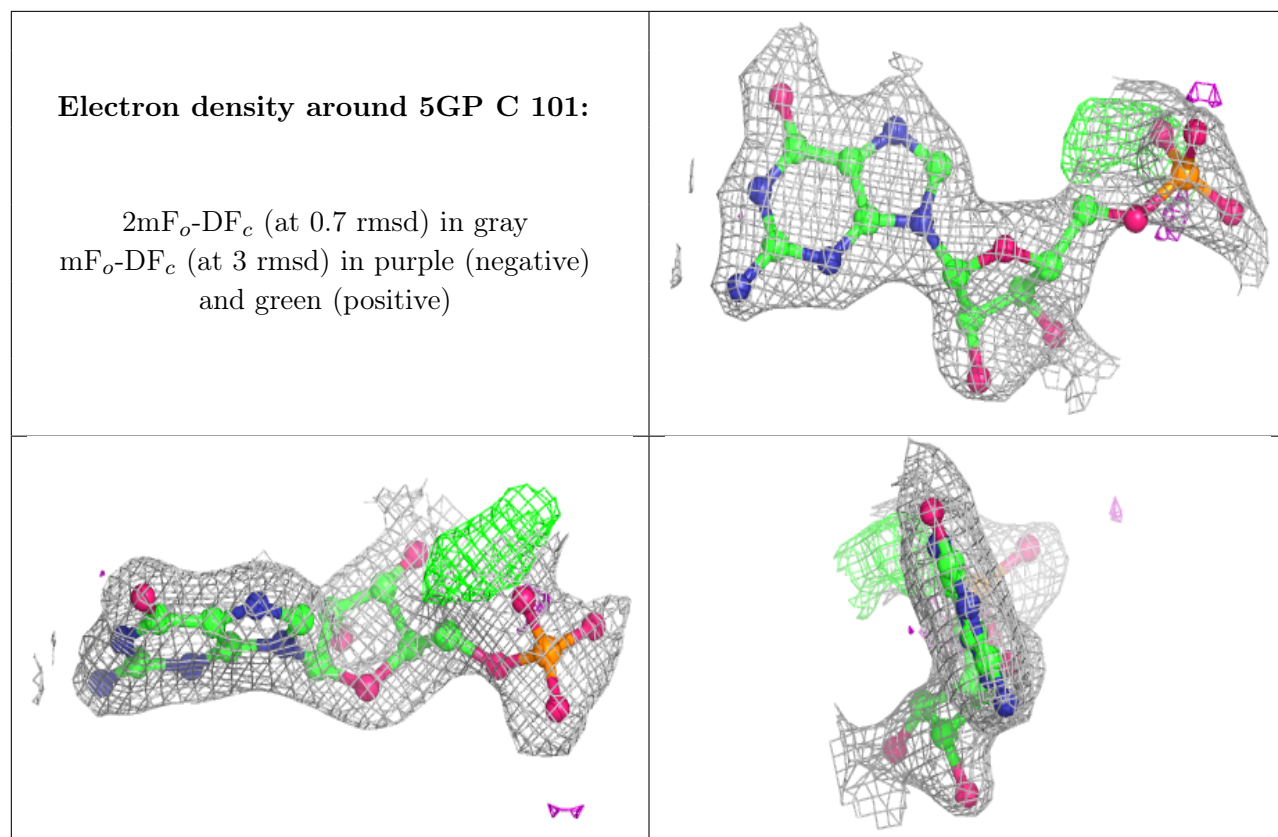 Electron density around 5GP C 101:
2mFo-DFc (at 0.7 rmsd) in gray
mFo-DFc (at 3 rmsd) in purple (negative)
and green (positive)